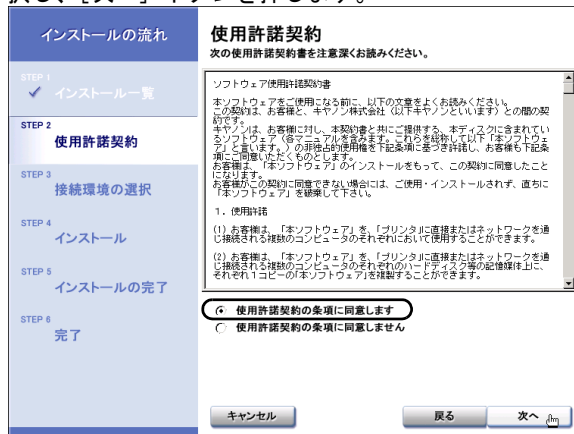 インストールの流れ
使用許諾契約
次の使用許諾契約書を注意深くお読みください。
STEP 1
インストール一覧
STEP 2
使用許諾契約
STEP 3
接続環境の選択
STEP 4
インストール
STEP 5
インストールの完了
STEP 6
完了
ソフトウェア使用許諾契約書
本ソフトウェアをご使用になる前に、以下の文章をよくお読みください。
この契約は、お客様と、キヤノン株式会社（以下キヤノンといいます）との間の契
約です。
キヤノンは、お客様に対し、本契約書と共にご提供する、本ディスクに含まれてい
るソフトウェア（各マニュアルを含みます。これらを総称して以下「本ソフトウェ
ア」と言います。）の非独占的使用権を下記条項に基づき許諾し、お客様も下記条
項にご同意いただくものとします。
お客様は、「本ソフトウェア」のインストールをもって、この契約に同意したこと
になります。
お客様がこの契約に同意できない場合には、ご使用・インストールされず、直ちに
「本ソフトウェア」を破棄して下さい。
１．使用許諾
(1) お客様は、「本ソフトウェア」を、「プリンタ」に直接またはネットワークを通
じ接続される複数のコンピュータのそれぞれにおいて使用することができます。
(2) お客様は、「本ソフトウェア」を、「プリンタ」に直接またはネットワークを通
じ接続される複数のコンピュータのそれぞれのハードディスク等の記憶媒体上に、
それぞれ１コピーの「本ソフトウェア」を複製することができます。
使用許諾契約の条項に同意します
使用許諾契約の条項に同意しません
キャンセル
戻る
次へ